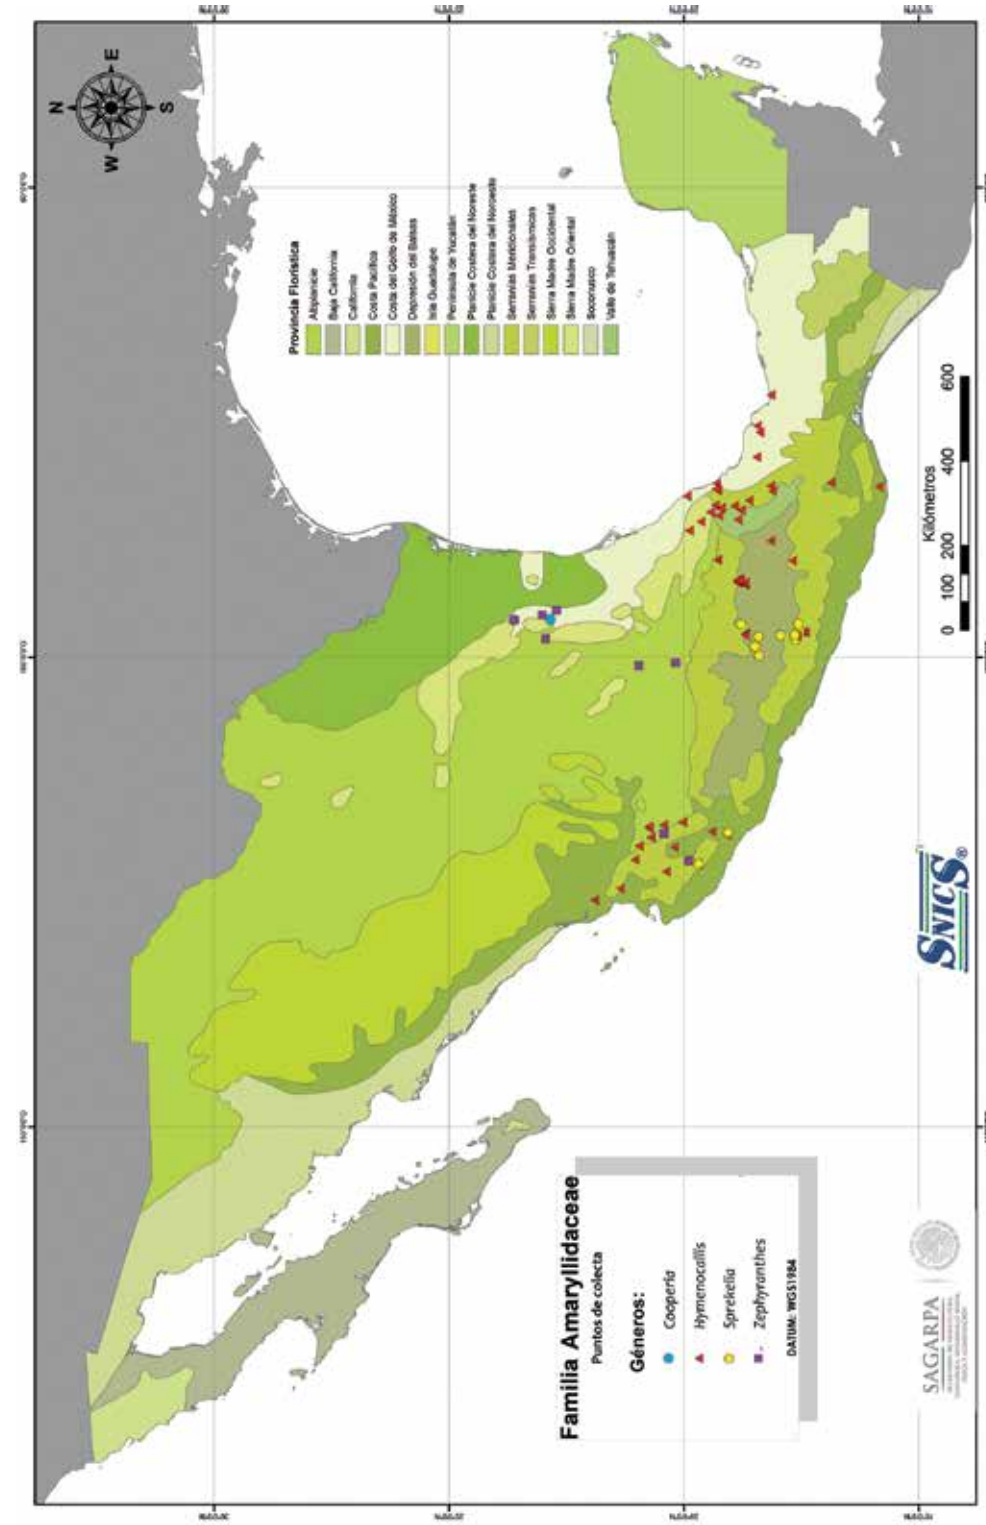 N
W E
S
Provincia Florística
Altiplanicie
Baja California
California
Costa Pacífica
Costa del Golfo de México
Depresión del Balsas
Isla Guadalupe
Península de Yucatán
Planicie Costera del Noreste
Planicie Costera del Noroeste
Serranías Meridionales
Serranías Transístmicas
Sierra Madre Occidental
Sierra Madre Oriental
Soconusco
Valle de Tehuacán
Kilómetros
0 100 200 400 600
Familia Amaryllidaceae
Puntos de colecta
Géneros:
Cooperia
Hymenocallis
Sprekelia
Zephyranthes
DATUM: WGS1984
SAGARPA
SNICS®